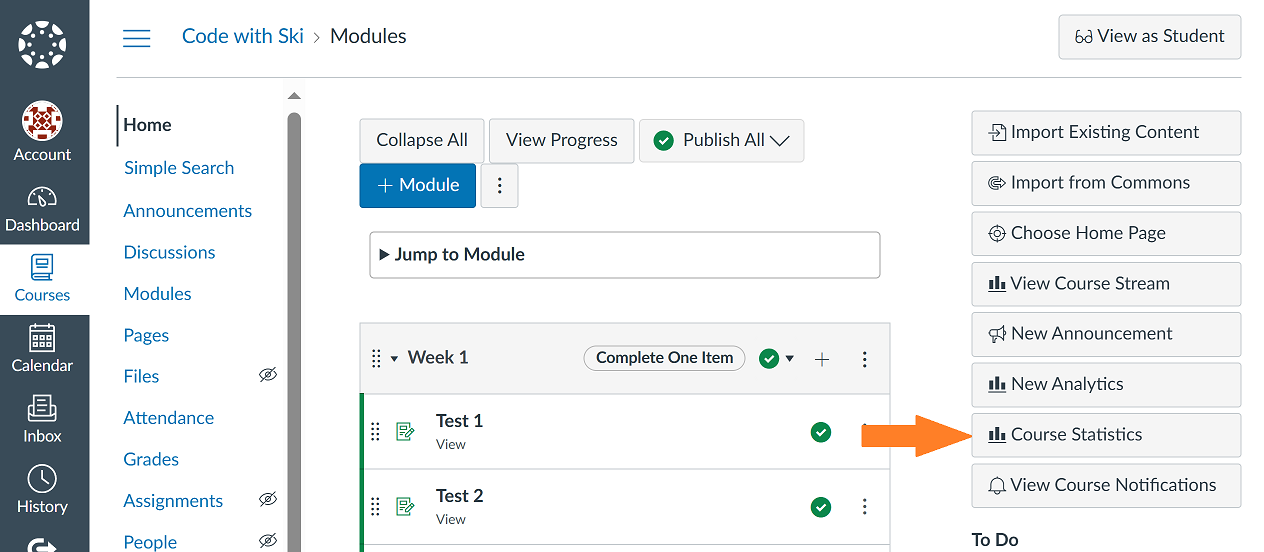 Code with Ski > Modules
View as Student
Account
Dashboard
Courses
Calendar
Inbox
History
Home
Simple Search
Announcements
Discussions
Modules
Pages
Files
Attendance
Grades
Assignments
People
Collapse All
View Progress
Publish All
+ Module
Jump to Module
Week 1
Complete One Item
Test 1
View
Test 2
View
Import Existing Content
Import from Commons
Choose Home Page
View Course Stream
New Announcement
New Analytics
Course Statistics
View Course Notifications
To Do